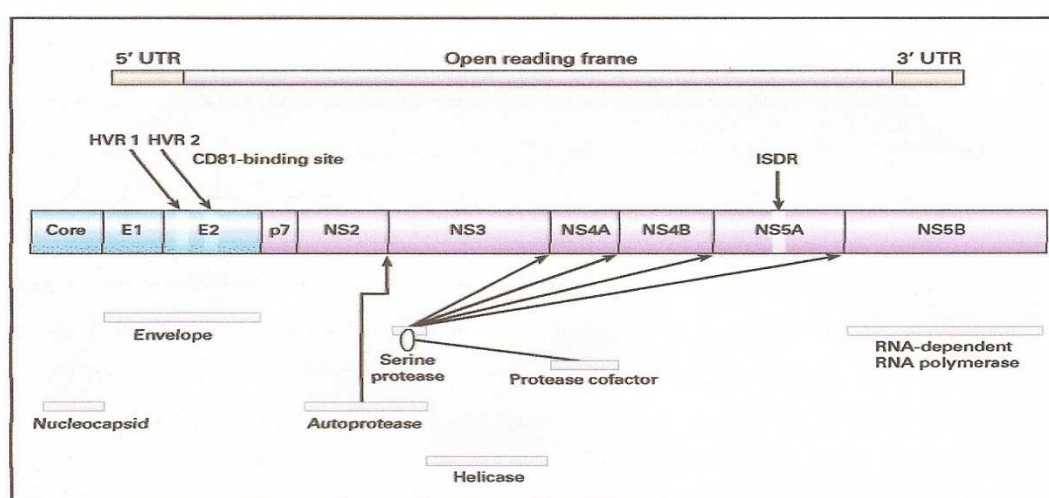 5′ UTR Open reading frame 3′ UTR
HVR 1 HVR 2
CD81-binding site
ISDR
Core E1 E2 p7 NS2 NS3 NS4A NS4B NS5A NS5B
Envelope
Serine
protease
Protease cofactor
RNA-dependent
RNA polymerase
Nucleocapsid
Autoprotease
Helicase